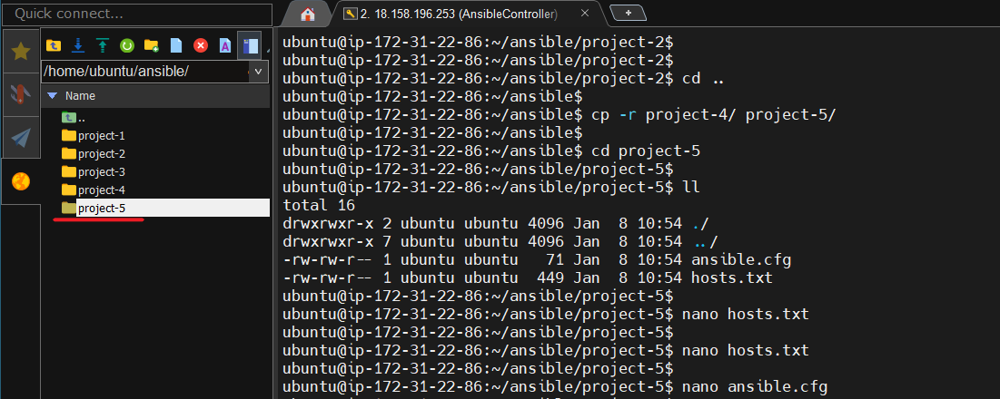 Quick connect...
2. 18.158.196.253 (AnsibleController)
/home/ubuntu/ansible/
Name
..
project-1
project-2
project-3
project-4
project-5
ubuntu@ip-172-31-22-86:~/ansible/project-2$
ubuntu@ip-172-31-22-86:~/ansible/project-2$
ubuntu@ip-172-31-22-86:~/ansible/project-2$ cd ..
ubuntu@ip-172-31-22-86:~/ansible$
ubuntu@ip-172-31-22-86:~/ansible$ cp -r project-4/ project-5/
ubuntu@ip-172-31-22-86:~/ansible$
ubuntu@ip-172-31-22-86:~/ansible$ cd project-5
ubuntu@ip-172-31-22-86:~/ansible/project-5$
ubuntu@ip-172-31-22-86:~/ansible/project-5$ ll
total 16
drwxrwxr-x 2 ubuntu ubuntu 4096 Jan  8 10:54 ./
drwxrwxr-x 7 ubuntu ubuntu 4096 Jan  8 10:54 ../
-rw-rw-r-- 1 ubuntu ubuntu   71 Jan  8 10:54 ansible.cfg
-rw-rw-r-- 1 ubuntu ubuntu  449 Jan  8 10:54 hosts.txt
ubuntu@ip-172-31-22-86:~/ansible/project-5$
ubuntu@ip-172-31-22-86:~/ansible/project-5$ nano hosts.txt
ubuntu@ip-172-31-22-86:~/ansible/project-5$
ubuntu@ip-172-31-22-86:~/ansible/project-5$ nano hosts.txt
ubuntu@ip-172-31-22-86:~/ansible/project-5$
ubuntu@ip-172-31-22-86:~/ansible/project-5$ nano ansible.cfg